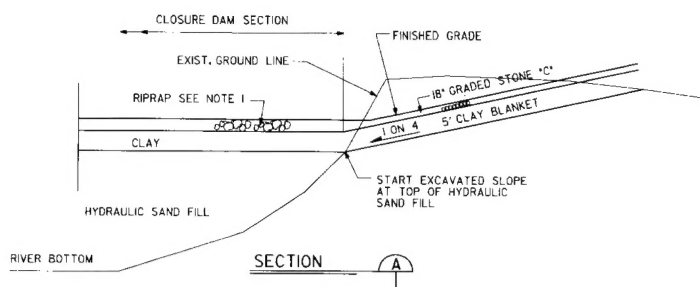 CLOSURE DAM SECTION
FINISHED GRADE
EXIST. GROUND LINE
18" GRADED STONE "C"
RIPRAP SEE NOTE 1
5' CLAY BLANKET
1 ON 4
CLAY
START EXCAVATED SLOPE
AT TOP OF HYDRAULIC
SAND FILL
HYDRAULIC SAND FILL
RIVER BOTTOM
SECTION
A